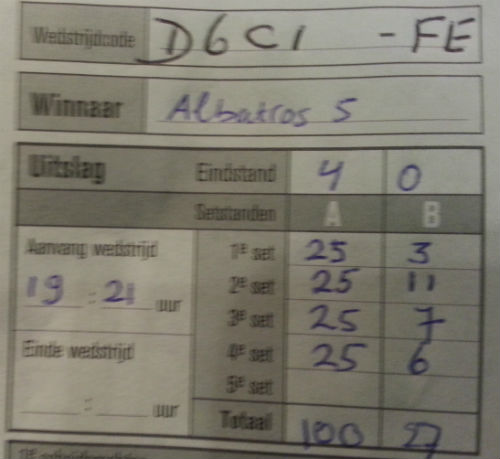 Wedstrijdcode D6C1 - FE
Winnaar Albatros 5
Uitslag Eindstand 4 0
Setstanden A B
Aanvang wedstrijd 1e set 25 3
19 : 21 uur 2e set 25 11
3e set 25 7
Einde wedstrijd 4e set 25 6
5e set
: uur Totaal 100 27